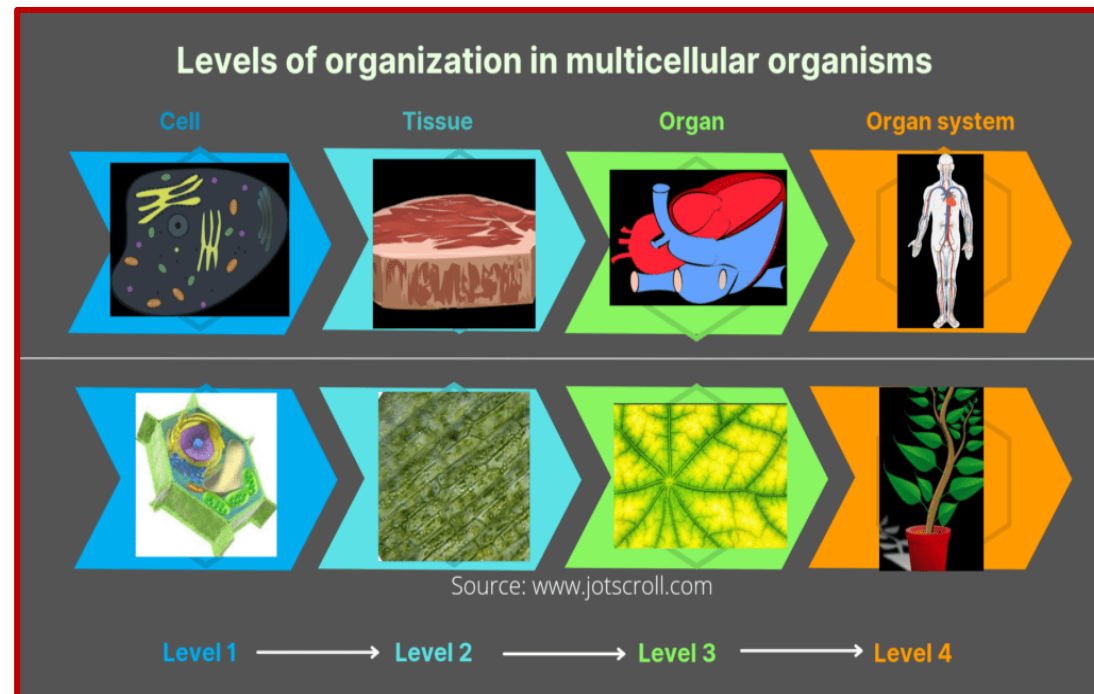 Levels of organization in multicellular organisms
Cell
Tissue
Organ
Organ system
Source: www.jotscroll.com
Level 1
Level 2
Level 3
Level 4